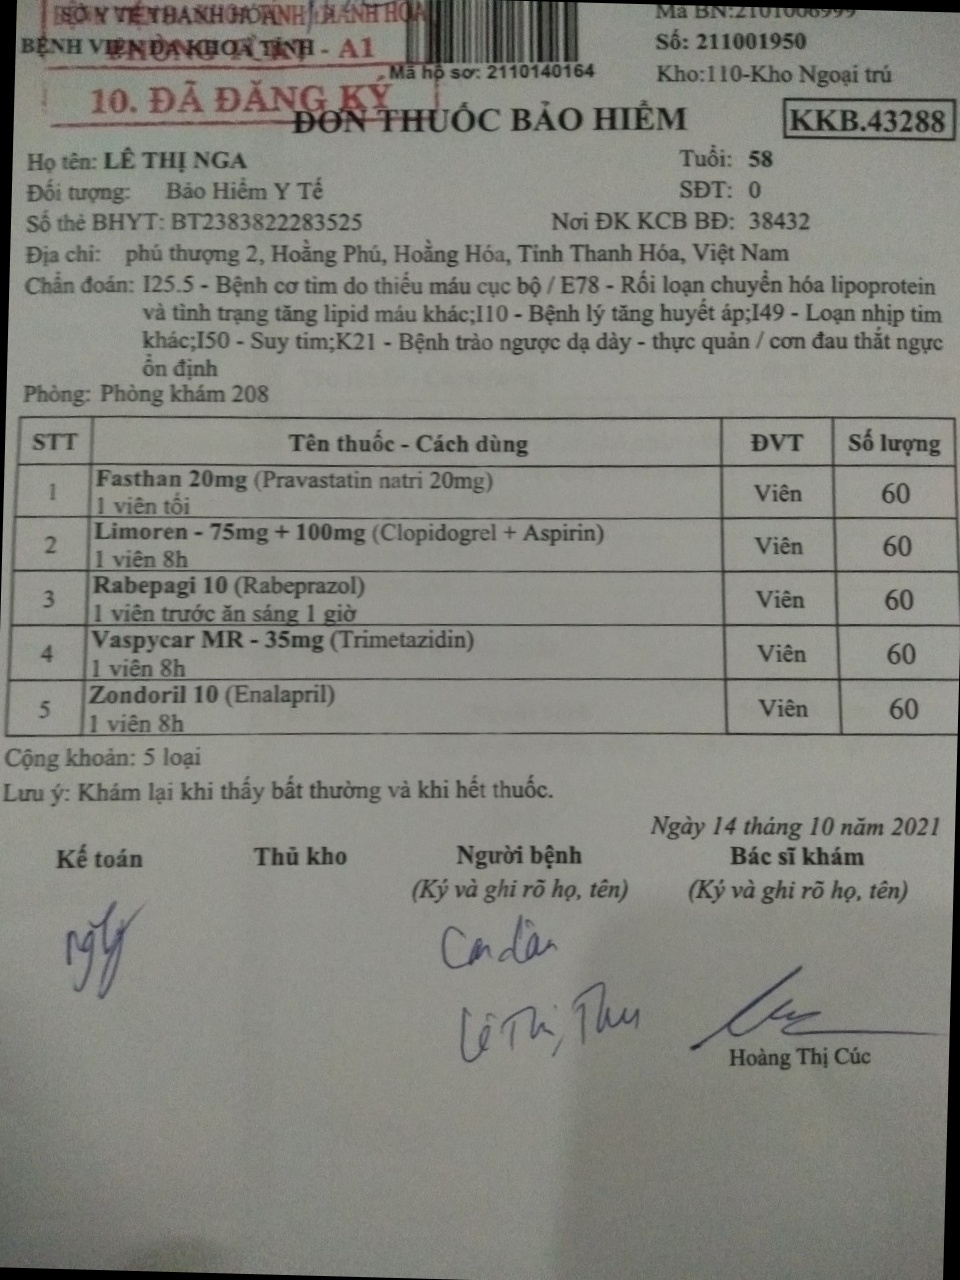 SỞ Y TẾ THANH HOÁ
BỆNH VIỆN ĐA KHOA TỈNH - A1
10. ĐÃ ĐĂNG KÝ
Mã hồ sơ: 2110140164
Mã BN:2101006999
Số: 211001950
Kho:110-Kho Ngoại trú
ĐƠN THUỐC BẢO HIỂM
KKB.43288
Họ tên: LÊ THỊ NGA Tuổi: 58
Đối tượng: Bảo Hiểm Y Tế SĐT: 0
Số thẻ BHYT: BT2383822283525 Nơi ĐK KCB BĐ: 38432
Địa chỉ: phú thượng 2, Hoằng Phú, Hoằng Hóa, Tỉnh Thanh Hóa, Việt Nam
Chẩn đoán: I25.5 - Bệnh cơ tim do thiếu máu cục bộ / E78 - Rối loạn chuyển hóa lipoprotein
và tình trạng tăng lipid máu khác;I10 - Bệnh lý tăng huyết áp;I49 - Loạn nhịp tim
khác;I50 - Suy tim;K21 - Bệnh trào ngược dạ dày - thực quản / cơn đau thắt ngực
ổn định
Phòng: Phòng khám 208
STT Tên thuốc - Cách dùng ĐVT Số lượng
1 Fasthan 20mg (Pravastatin natri 20mg) Viên 60
1 viên tối
2 Limoren - 75mg + 100mg (Clopidogrel + Aspirin) Viên 60
1 viên 8h
3 Rabepagi 10 (Rabeprazol) Viên 60
1 viên trước ăn sáng 1 giờ
4 Vaspycar MR - 35mg (Trimetazidin) Viên 60
1 viên 8h
5 Zondoril 10 (Enalapril) Viên 60
1 viên 8h
Cộng khoản: 5 loại
Lưu ý: Khám lại khi thấy bất thường và khi hết thuốc.
Ngày 14 tháng 10 năm 2021
Kế toán Thủ kho Người bệnh Bác sĩ khám
(Ký và ghi rõ họ, tên) (Ký và ghi rõ họ, tên)
Con dâu
Lê Thị Thu
Hoàng Thị Cúc